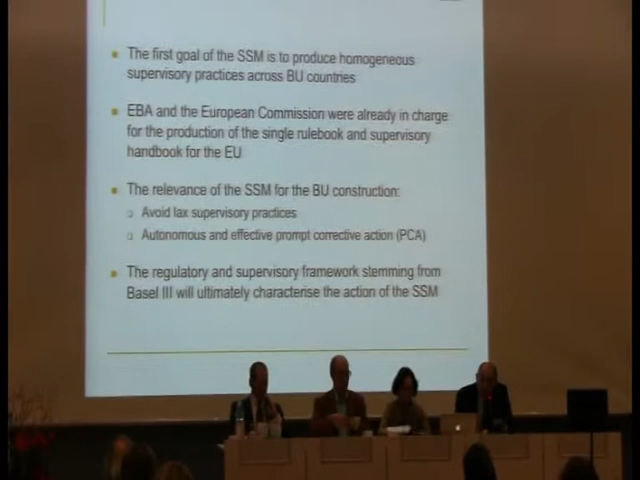 The first goal of the SSM is to produce homogeneous
supervisory practices across BU countries
EBA and the European Commission were already in charge
for the production of the single rulebook and supervisory
handbook for the EU
The relevance of the SSM for the BU construction:
Avoid lax supervisory practices
Autonomous and effective prompt corrective action (PCA)
The regulatory and supervisory framework stemming from
Basel III will ultimately characterise the action of the SSM